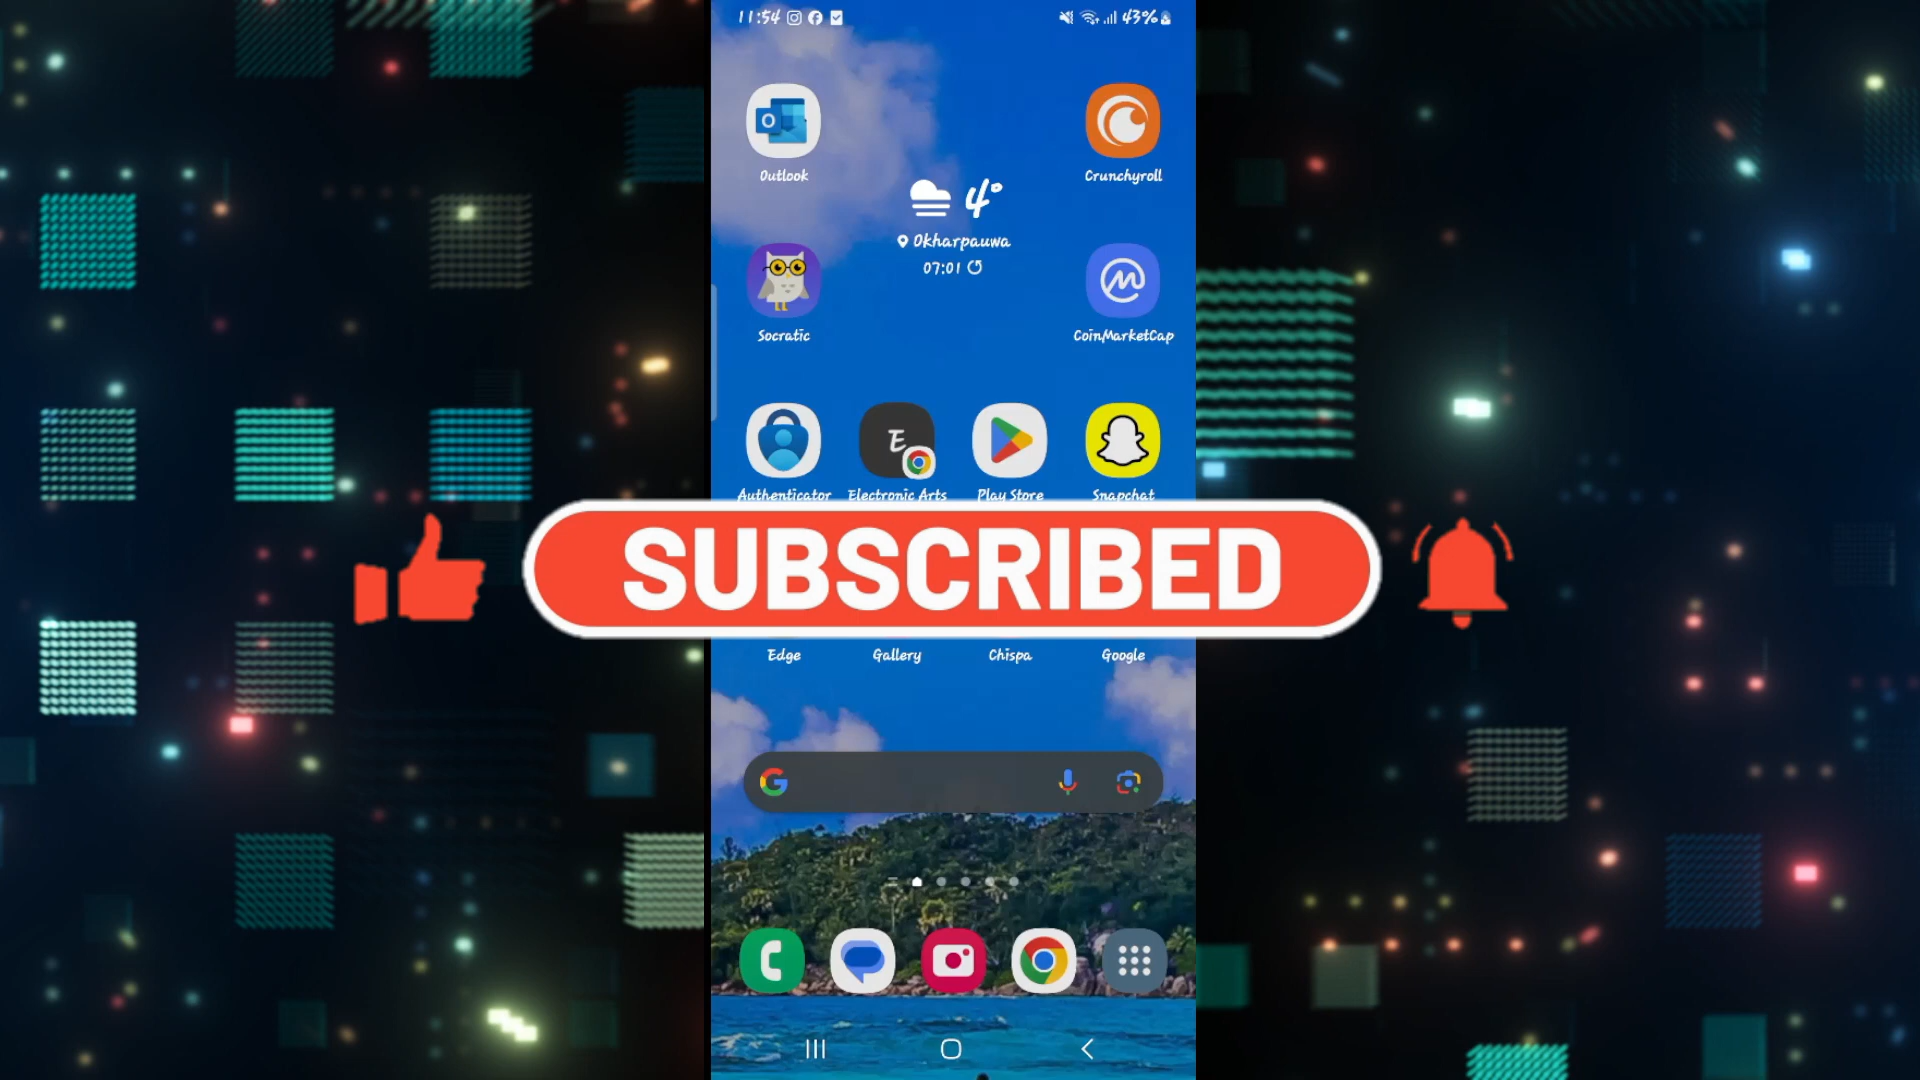 11:54 43%
Outlook Crunchyroll
4°
Okharpauwa
07:01
Socratic CoinMarketCap
E
Authenticator Electronic Arts Play Store Snapchat
SUBSCRIBED
Edge Gallery Chispa Google